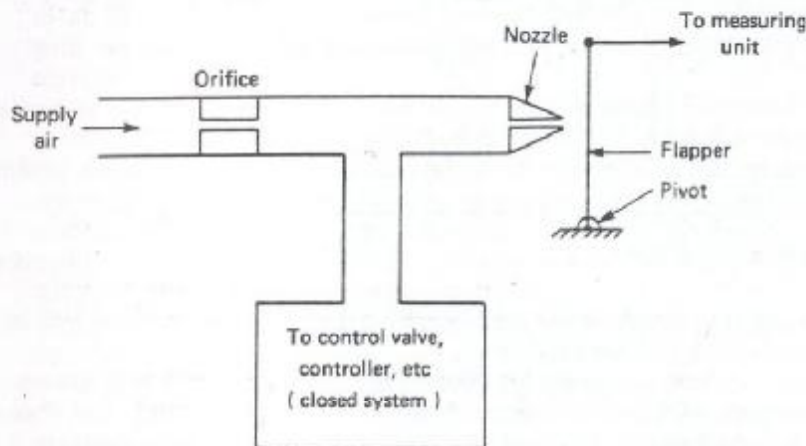 To measuring
unit
Nozzle
Orifice
Supply
air
Flapper
Pivot
To control valve,
controller, etc
( closed system )